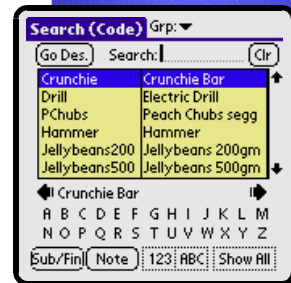 Search (Code) Grp:
Go Des. Search: Clr
Crunchie Crunchie Bar
Drill Electric Drill
PChubs Peach Chubs segg
Hammer Hammer
Jellybeans200 Jellybeans 200gm
Jellybeans500 Jellybeans 500gm
Crunchie Bar
A B C D E F G H I J K L M
N O P Q R S T U V W X Y Z
Sub/Fin Note 123 ABC Show All